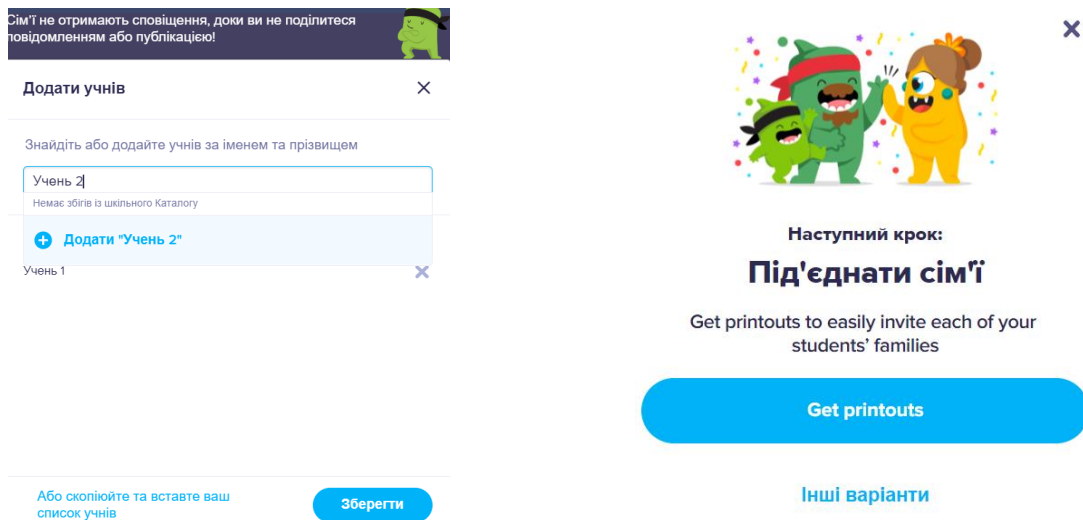 Сім'ї не отримають сповіщення, доки ви не поділитеся
повідомленням або публікацією!
Додати учнів
Знайдіть або додайте учнів за іменем та прізвищем
Учень 2
Немає збігів із шкільного Каталогу
Додати "Учень 2"
Учень 1
Або скопіюйте та вставте ваш
список учнів
Зберегти
Наступний крок:
Під'єднати сім'ї
Get printouts to easily invite each of your
students’ families
Get printouts
Інші варіанти